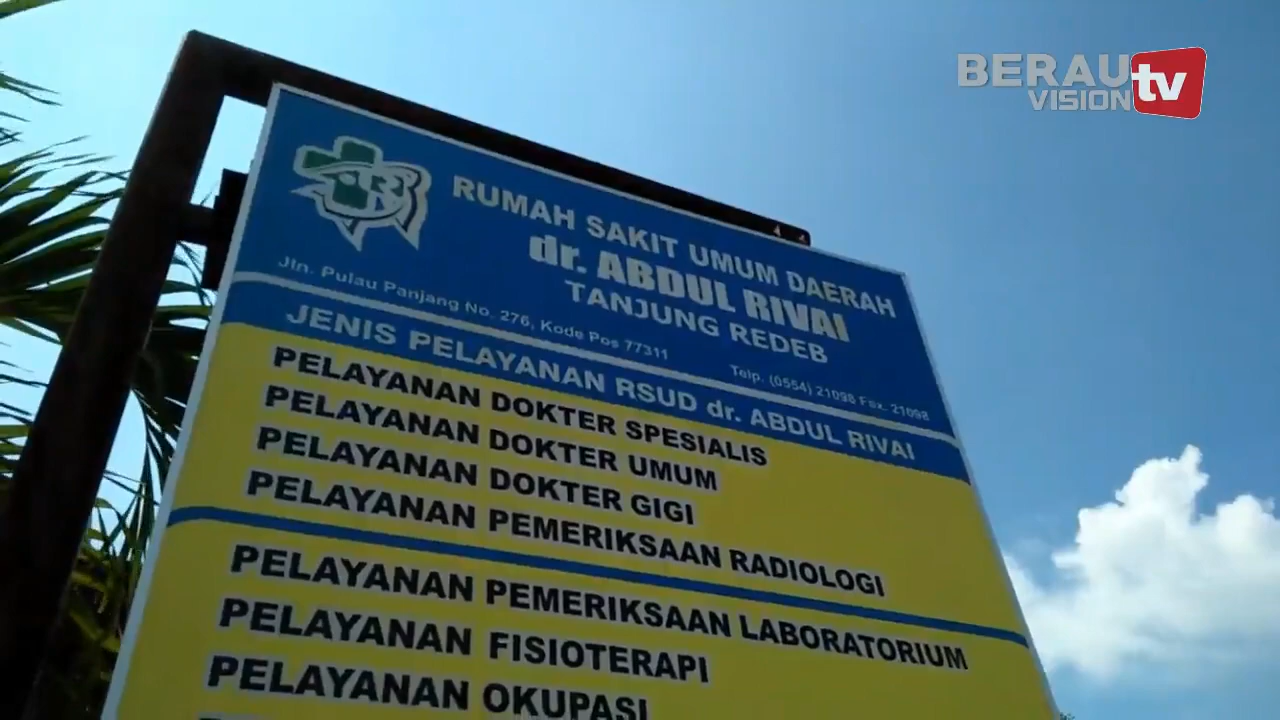 BERAU
VISION
tv
RUMAH SAKIT UMUM DAERAH
dr. ABDUL RIVAI
TANJUNG REDEB
Jln. Pulau Panjang No. 276, Kode Pos 77311
Telp. (0554) 21098 Fax. 21098
JENIS PELAYANAN RSUD dr. ABDUL RIVAI
PELAYANAN DOKTER SPESIALIS
PELAYANAN DOKTER UMUM
PELAYANAN DOKTER GIGI
PELAYANAN PEMERIKSAAN RADIOLOGI
PELAYANAN PEMERIKSAAN LABORATORIUM
PELAYANAN FISIOTERAPI
PELAYANAN OKUPASI